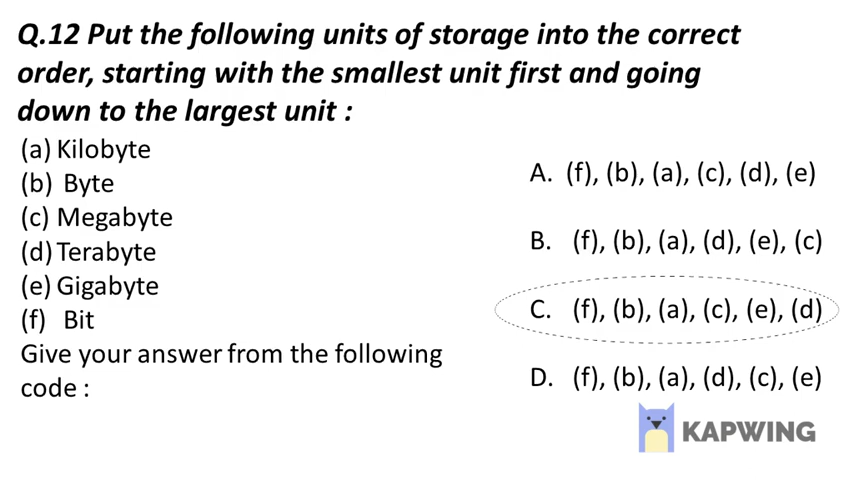 Q.12 Put the following units of storage into the correct
order, starting with the smallest unit first and going
down to the largest unit :
(a) Kilobyte
(b) Byte
(c) Megabyte
(d) Terabyte
(e) Gigabyte
(f) Bit
Give your answer from the following
code :
A. (f), (b), (a), (c), (d), (e)
B. (f), (b), (a), (d), (e), (c)
C. (f), (b), (a), (c), (e), (d)
D. (f), (b), (a), (d), (c), (e)
KAPWING